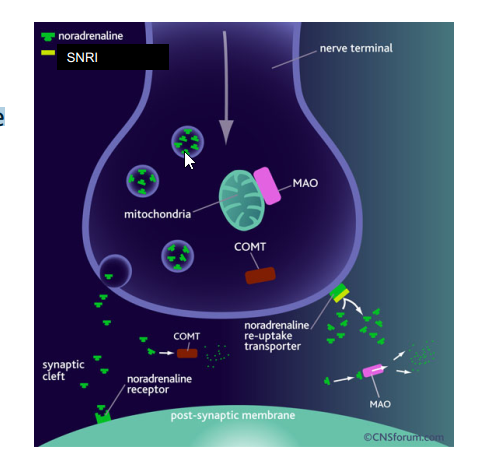 noradrenaline
SNRI
nerve terminal
e
MAO
mitochondria
COMT
noradrenaline
re-uptake
transporter
COMT
synaptic
cleft
noradrenaline
receptor
MAO
post-synaptic membrane
©CNSforum.com